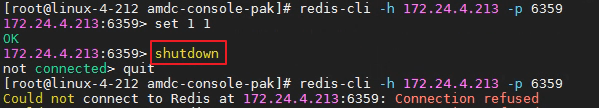 [root@linux-4-212 amdc-console-pak]# redis-cli -h 172.24.4.213 -p 6359
172.24.4.213:6359> set 1 1
OK
172.24.4.213:6359> shutdown
not connected> quit
[root@linux-4-212 amdc-console-pak]# redis-cli -h 172.24.4.213 -p 6359
Could not connect to Redis at 172.24.4.213:6359: Connection refused